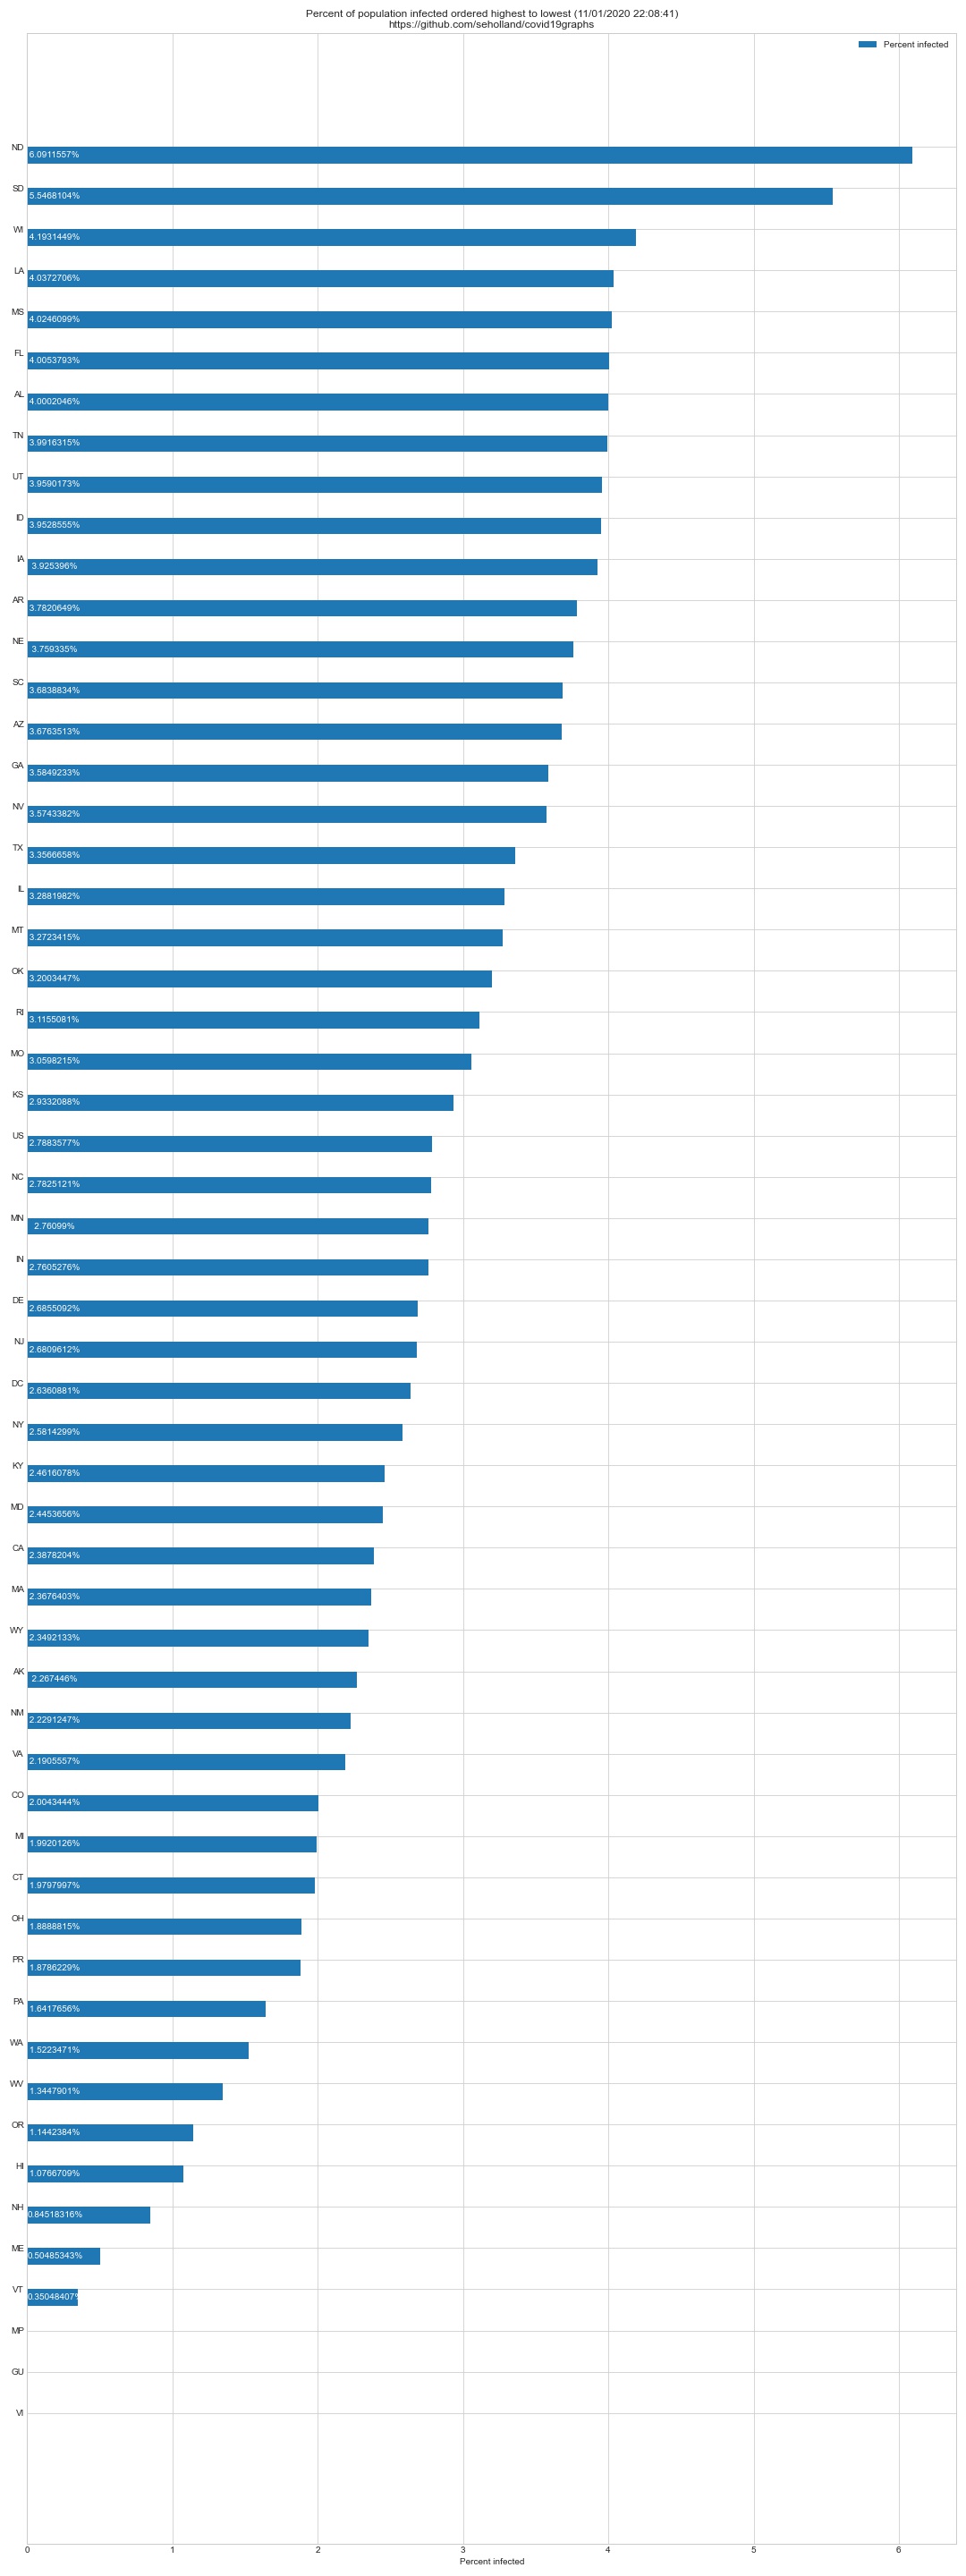 Percent of population infected ordered highest to lowest (11/01/2020 22:08:41)
https://github.com/seholland/covid19graphs
Percent infected
ND 6.0911557%
SD 5.5468104%
WI 4.1931449%
LA 4.0372706%
MS 4.0246099%
FL 4.0053793%
AL 4.0002046%
TN 3.9916315%
UT 3.9590173%
ID 3.9528555%
IA 3.925396%
AR 3.7820649%
NE 3.759335%
SC 3.6838834%
AZ 3.6763513%
GA 3.5849233%
NV 3.5743382%
TX 3.3566658%
IL 3.2881982%
MT 3.2723415%
OK 3.2003447%
RI 3.1155081%
MO 3.0598215%
KS 2.9332088%
US 2.7883577%
NC 2.7825121%
MN 2.76099%
IN 2.7605276%
DE 2.6855092%
NJ 2.6809612%
DC 2.6360881%
NY 2.5814299%
KY 2.4616078%
MD 2.4453656%
CA 2.3878204%
MA 2.3676403%
WY 2.3492133%
AK 2.267446%
NM 2.2291247%
VA 2.1905557%
CO 2.0043444%
MI 1.9920126%
CT 1.9797997%
OH 1.8888815%
PR 1.8786229%
PA 1.6417656%
WA 1.5223471%
WV 1.3447901%
OR 1.1442384%
HI 1.0766709%
NH 0.84518316%
ME 0.50485343%
VT 0.35048407%
MP
GU
VI
0 1 2 3 4 5 6
Percent infected